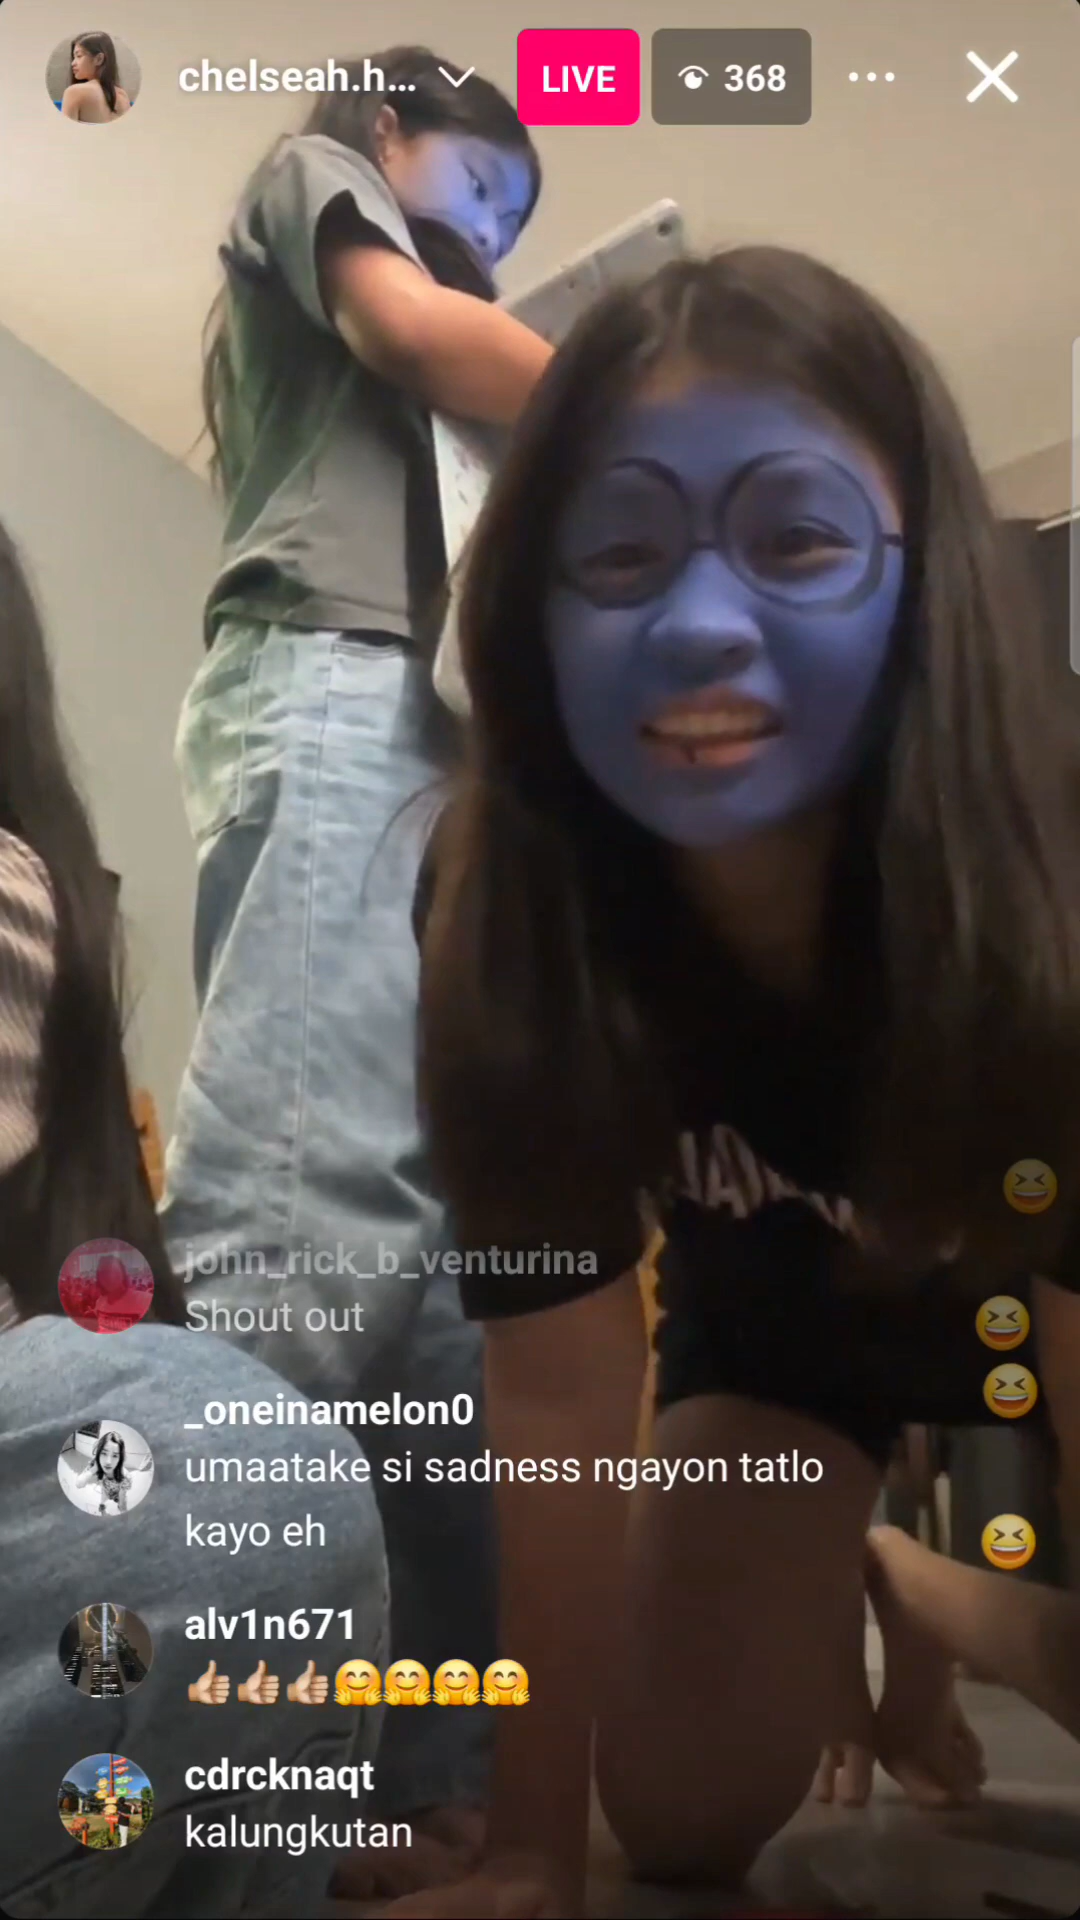 chelseah.h...
LIVE
368
john_rick_b_venturina
Shout out
_oneinamelon0
umaatake si sadness ngayon tatlo
kayo eh
alv1n671
👍🏼👍🏼👍🏼🤗🤗🤗🤗
cdrcknaqt
kalungkutan